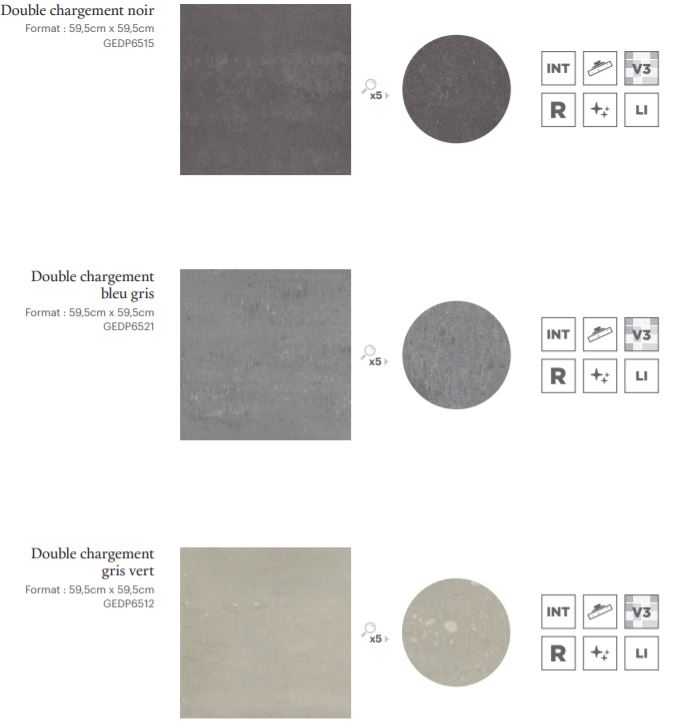 Double chargement noir
Format : 59,5cm x 59,5cm
GEDP6515
x5
INT
V3
R
LI
Double chargement
bleu gris
Format : 59,5cm x 59,5cm
GEDP6521
x5
INT
V3
R
LI
Double chargement
gris vert
Format : 59,5cm x 59,5cm
GEDP6512
x5
INT
V3
R
LI